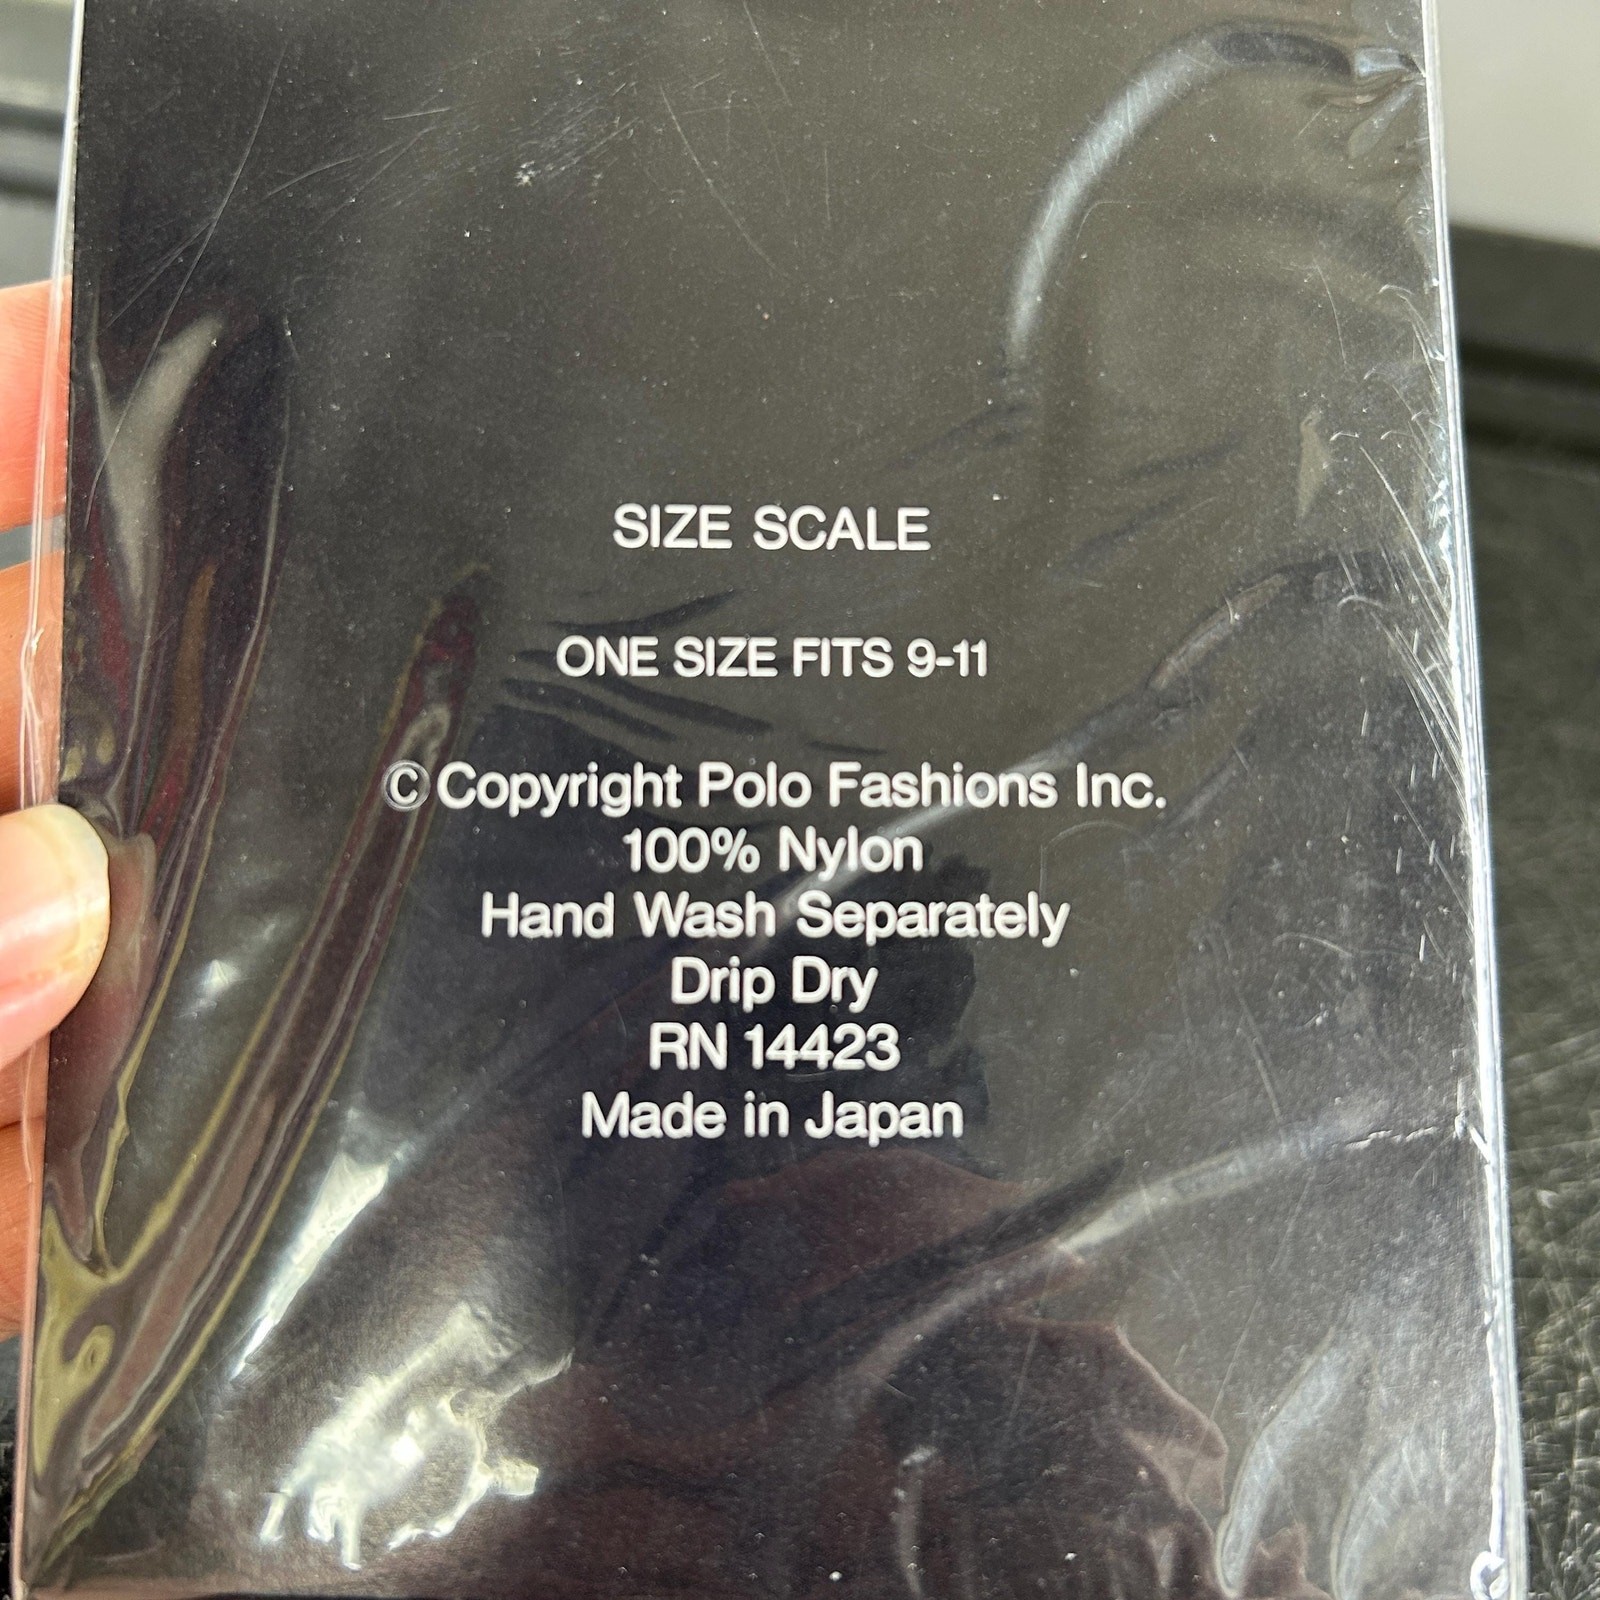 SIZE SCALE
ONE SIZE FITS 9-11
©Copyright Polo Fashions Inc.
100% Nylon
Hand Wash Separately
Drip Dry
RN 14423
Made in Japan